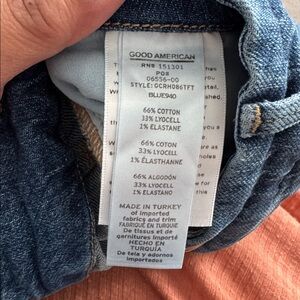 GOOD AMERICAN
RN# 151301
PO#
06556-00
STYLE:GCRH086TFT
BLUE940
66% COTTON
33% LYOCELL
1% ELASTANE
66% COTON
33% LYOCELL
1% ÉLASTHANNE
66% ALGODÓN
33% LYOCELL
1% ELASTANO
MADE IN TURKEY
of imported
fabrics and trim
FABRIQUÉ EN TURQUIE
De tissus et de
garnitures importés
HECHO EN
TURQUÍA
De tela y adornos
importados